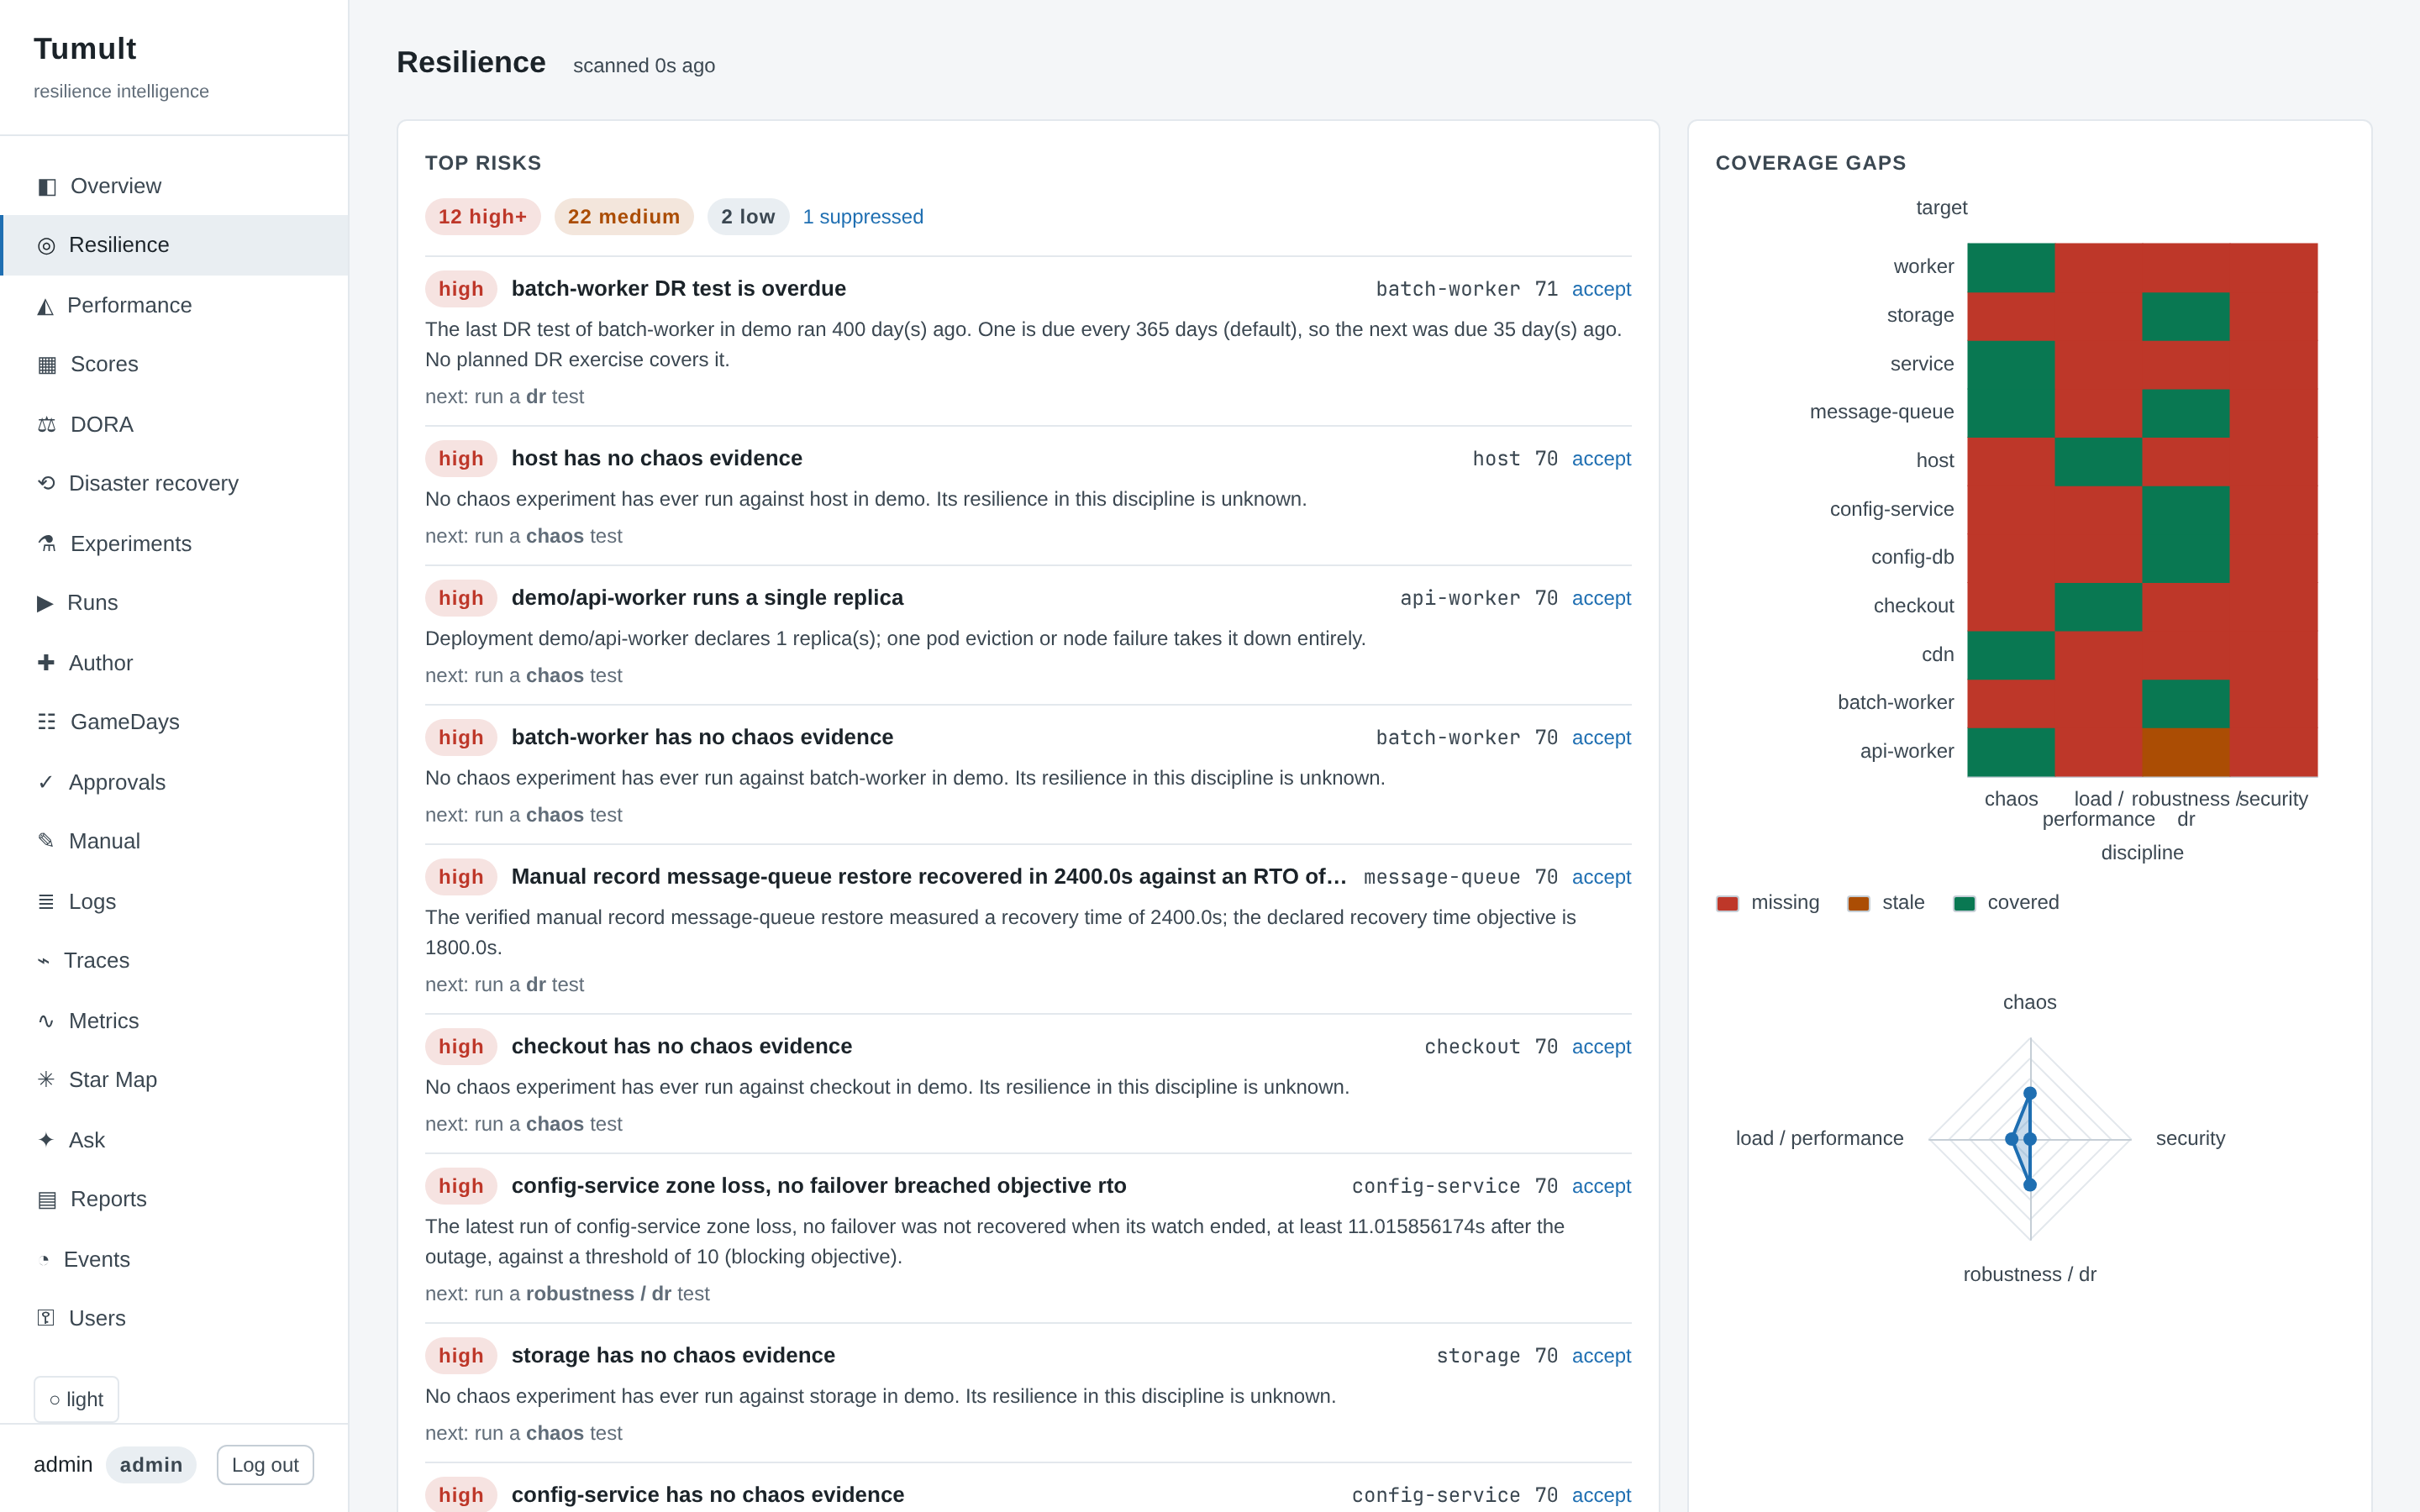 Tumult
resilience intelligence
Overview
Resilience
Performance
Scores
DORA
Disaster recovery
Experiments
Runs
Author
GameDays
Approvals
Manual
Logs
Traces
Metrics
Star Map
Ask
Reports
Events
Users
light
admin admin Log out
Resilience scanned 0s ago
TOP RISKS
12 high+ 22 medium 2 low 1 suppressed
high batch-worker DR test is overdue batch-worker 71 accept
The last DR test of batch-worker in demo ran 400 day(s) ago. One is due every 365 days (default), so the next was due 35 day(s) ago.
No planned DR exercise covers it.
next: run a dr test
high host has no chaos evidence host 70 accept
No chaos experiment has ever run against host in demo. Its resilience in this discipline is unknown.
next: run a chaos test
high demo/api-worker runs a single replica api-worker 70 accept
Deployment demo/api-worker declares 1 replica(s); one pod eviction or node failure takes it down entirely.
next: run a chaos test
high batch-worker has no chaos evidence batch-worker 70 accept
No chaos experiment has ever run against batch-worker in demo. Its resilience in this discipline is unknown.
next: run a chaos test
high Manual record message-queue restore recovered in 2400.0s against an RTO of… message-queue 70 accept
The verified manual record message-queue restore measured a recovery time of 2400.0s; the declared recovery time objective is
1800.0s.
next: run a dr test
high checkout has no chaos evidence checkout 70 accept
No chaos experiment has ever run against checkout in demo. Its resilience in this discipline is unknown.
next: run a chaos test
high config-service zone loss, no failover breached objective rto config-service 70 accept
The latest run of config-service zone loss, no failover was not recovered when its watch ended, at least 11.015856174s after the
outage, against a threshold of 10 (blocking objective).
next: run a robustness / dr test
high storage has no chaos evidence storage 70 accept
No chaos experiment has ever run against storage in demo. Its resilience in this discipline is unknown.
next: run a chaos test
high config-service has no chaos evidence config-service 70 accept
COVERAGE GAPS
target
worker
storage
service
message-queue
host
config-service
config-db
checkout
cdn
batch-worker
api-worker
chaos load / robustness / security
performance dr
discipline
missing stale covered
chaos
load / performance security
robustness / dr